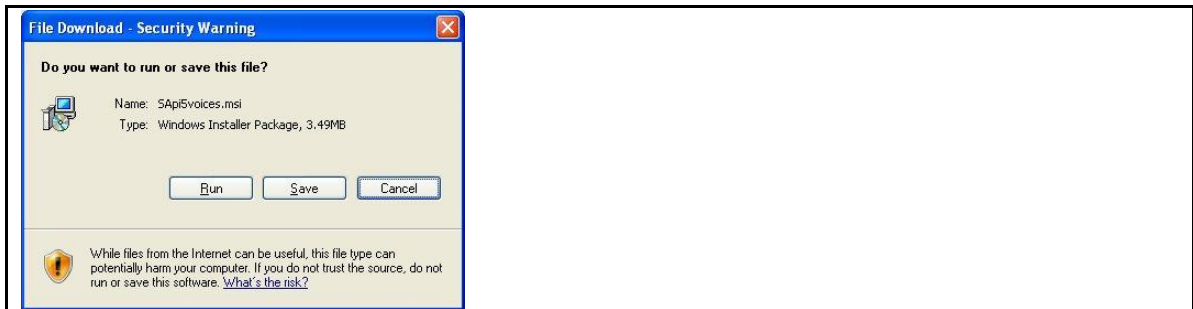 File Download - Security Warning
Do you want to run or save this file?
Name: SApi5voices.msi
Type: Windows Installer Package, 3.49MB
Run Save Cancel
While files from the Internet can be useful, this file type can
potentially harm your computer. If you do not trust the source, do not
run or save this software. What's the risk?